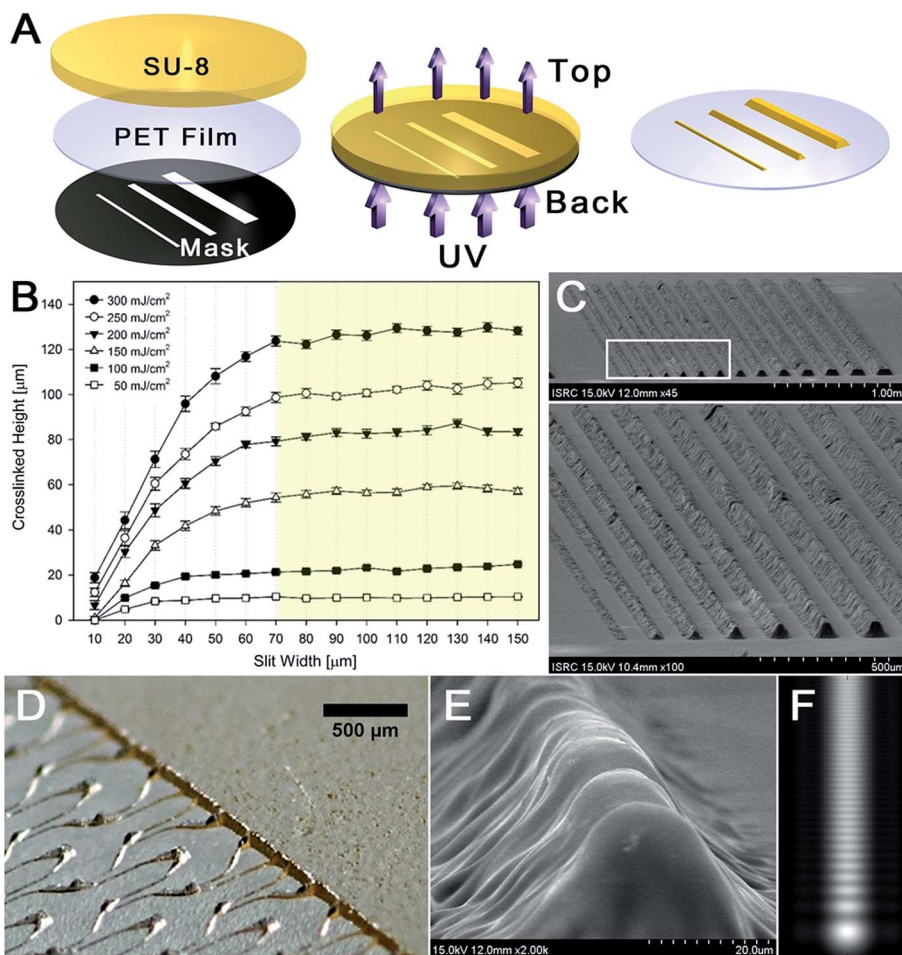 A
SU-8
PET Film
Mask
Top
Back
UV
B
300 mJ/cm²
250 mJ/cm²
200 mJ/cm²
150 mJ/cm²
100 mJ/cm²
50 mJ/cm²
Crosslinked Height [µm]
140
120
100
80
60
40
20
0
10 20 30 40 50 60 70 80 90 100 110 120 130 140 150
Slit Width [µm]
C
ISRC 15.0kV 12.0mm x45 1.00m
ISRC 15.0kV 10.4mm x100 500um
D
500 µm
E
15.0kV 12.0mm x2.00k 20.0um
F